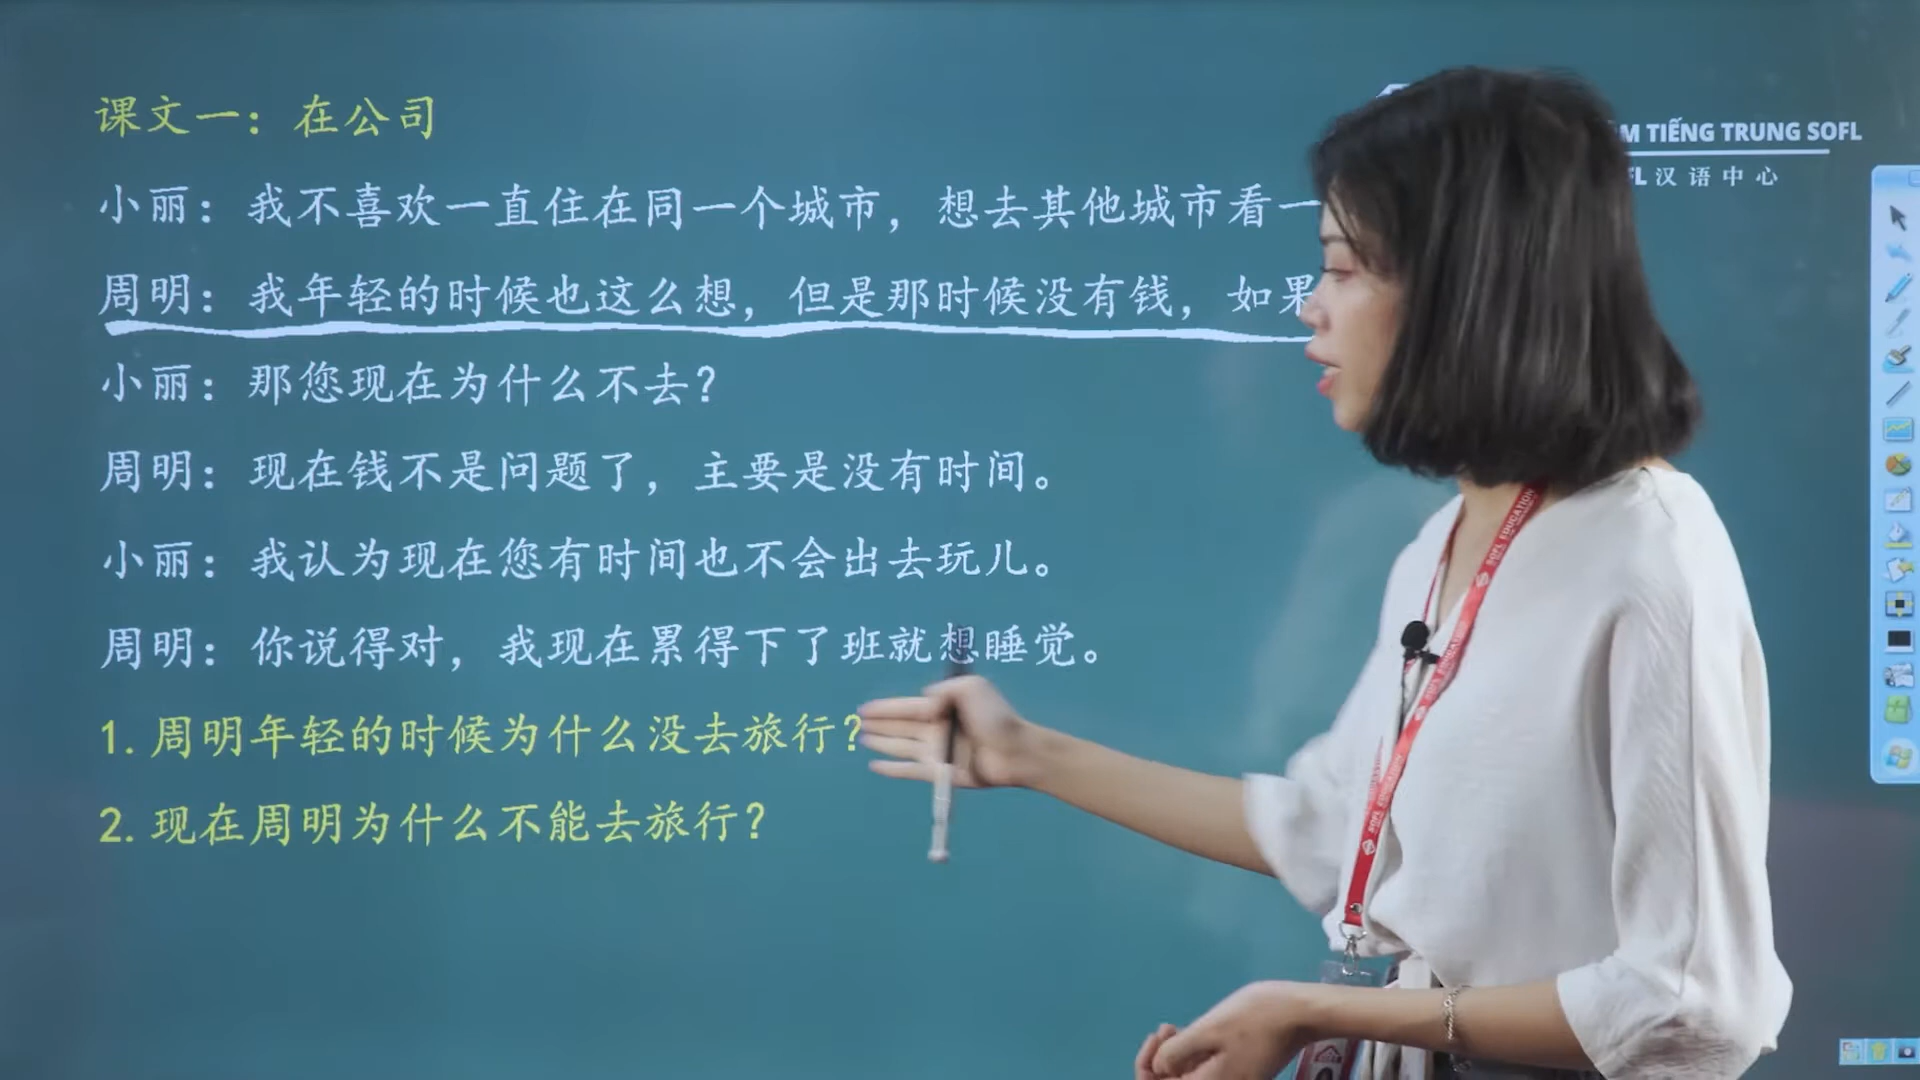 课文一：在公司
小丽：我不喜欢一直住在同一个城市，想去其他城市看一
周明：我年轻的时候也这么想，但是那时候没有钱，如果
小丽：那您现在为什么不去？
周明：现在钱不是问题了，主要是没有时间。
小丽：我认为现在您有时间也不会出去玩儿。
周明：你说得对，我现在累得下了班就想睡觉。
1. 周明年轻的时候为什么没去旅行？
2. 现在周明为什么不能去旅行？
TIẾNG TRUNG SOFL
汉语中心
SOFL EDUCATION